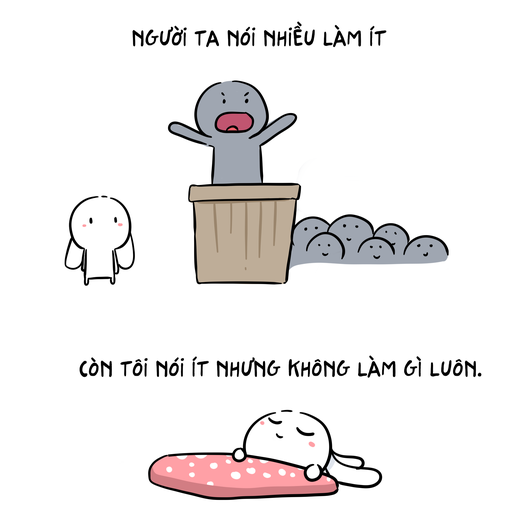 NGƯỜI TA NÓI NHIỀU LÀM ÍT
CÒN TÔI NÓI ÍT NHƯNG KHÔNG LÀM GÌ LUÔN.